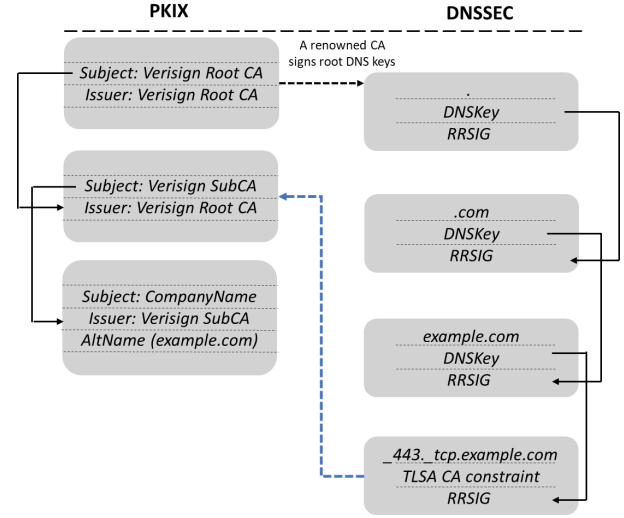 PKIX
DNSSEC
A renowned CA
signs root DNS keys
Subject: Verisign Root CA
Issuer: Verisign Root CA
Subject: Verisign SubCA
Issuer: Verisign Root CA
Subject: CompanyName
Issuer: Verisign SubCA
AltName (example.com)
.
DNSKey
RRSIG
.com
DNSKey
RRSIG
example.com
DNSKey
RRSIG
_443._tcp.example.com
TLSA CA constraint
RRSIG